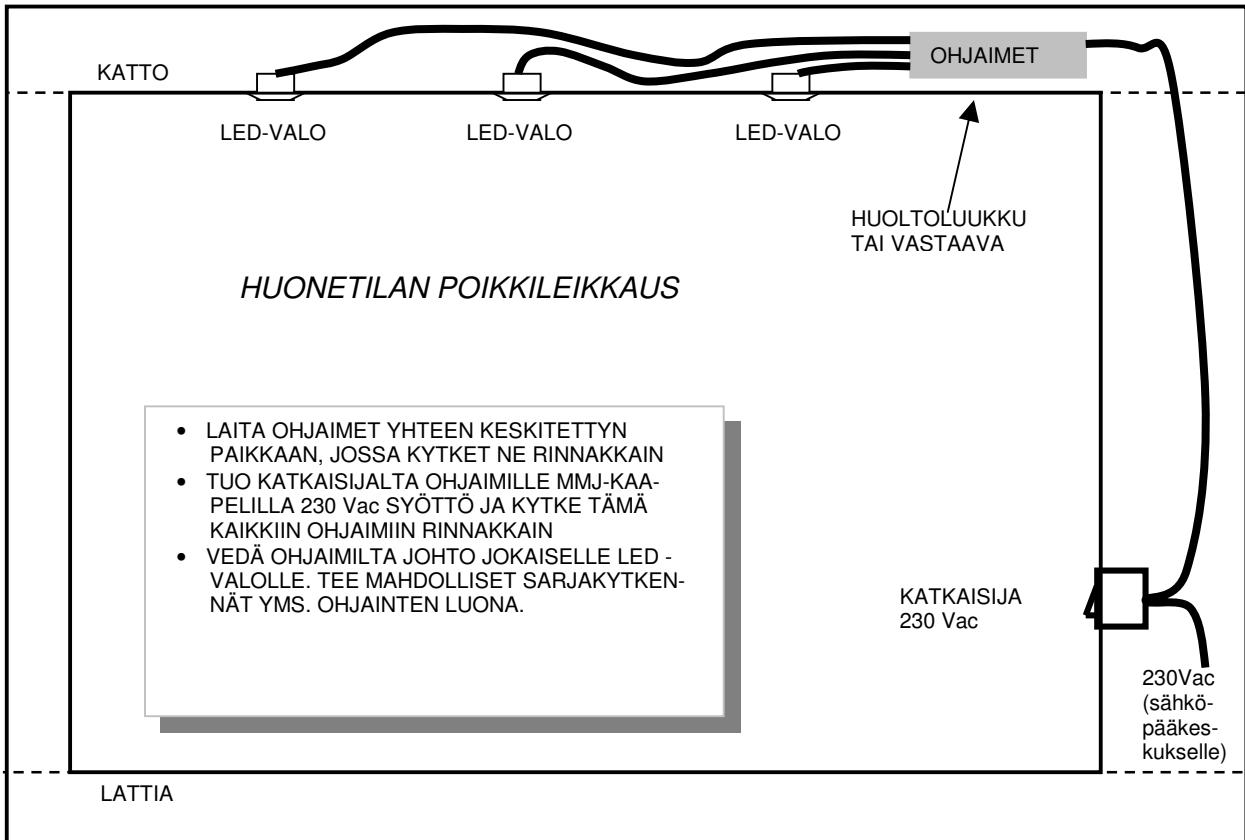 OHJAIMET
KATTO
LED-VALO
LED-VALO
LED-VALO
HUOLTOLUUKKU
TAI VASTAAVA
HUONETILAN POIKKILEIKKAUS
• LAITA OHJAIMET YHTEEN KESKITETTYN
PAIKKAAN, JOSSA KYTKET NE RINNAKKAIN
• TUO KATKAISIJALTA OHJAIMILLE MMJ-KAA-
PELILLA 230 Vac SYÖTTÖ JA KYTKE TÄMÄ
KAIKKIIN OHJAIMIIN RINNAKKAIN
• VEDÄ OHJAIMILTA JOHTO JOKAISELLE LED -
VALOLLE. TEE MAHDOLLISET SARJAKYTKEN-
NÄT YMS. OHJAINTEN LUONA.
KATKAISIJA
230 Vac
230Vac
(sähkö-
pääkes-
kukselle)
LATTIA